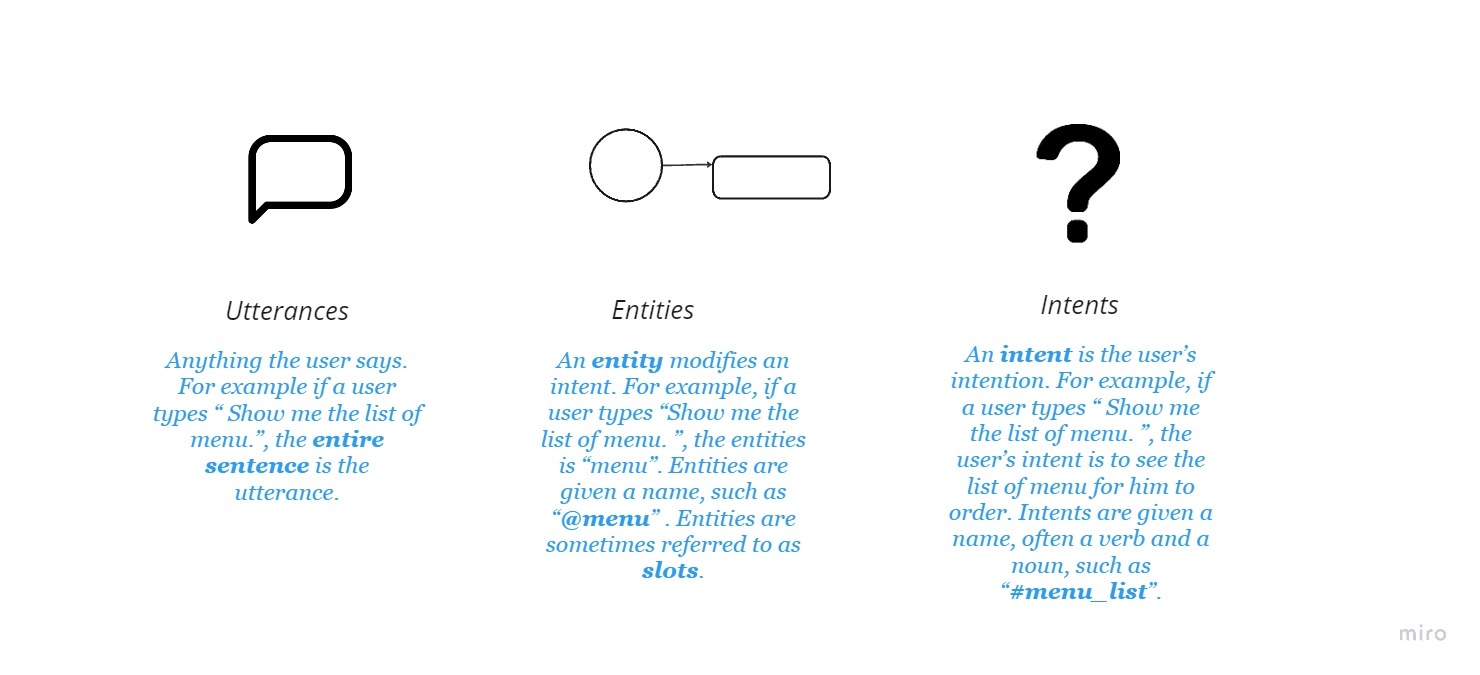 Utterances
Anything the user says.
For example if a user
types “ Show me the list of
menu.”, the entire
sentence is the
utterance.
Entities
An entity modifies an
intent. For example, if a
user types “Show me the
list of menu. ”, the entities
is “menu”. Entities are
given a name, such as
“@menu” . Entities are
sometimes referred to as
slots.
Intents
An intent is the user’s
intention. For example, if
a user types “ Show me
the list of menu. ”, the
user’s intent is to see the
list of menu for him to
order. Intents are given a
name, often a verb and a
noun, such as
“#menu_list”.
miro